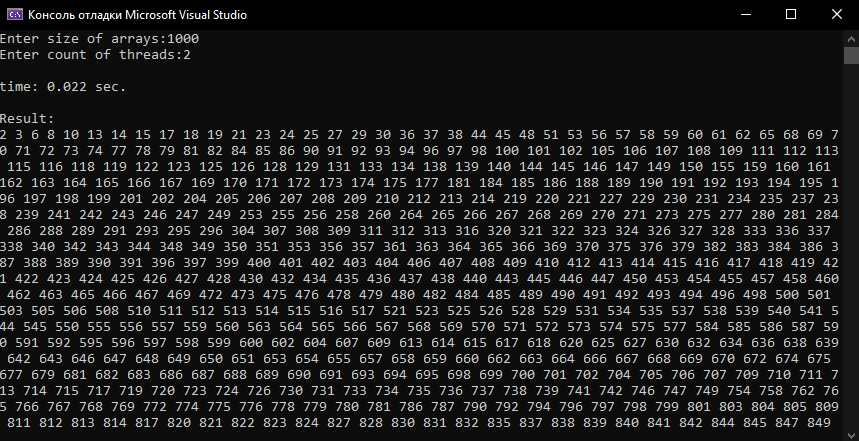 Консоль отладки Microsoft Visual Studio
Enter size of arrays:1000
Enter count of threads:2
time: 0.022 sec.
Result:
2 3 6 8 10 13 14 15 17 18 19 21 23 24 25 27 29 30 36 37 38 44 45 48 51 53 56 57 58 59 60 61 62 65 68 69 7
0 71 72 73 74 77 78 79 81 82 84 85 86 90 91 92 93 94 96 97 98 100 101 102 105 106 107 108 109 111 112 113
115 116 118 119 122 123 125 126 128 129 131 133 134 138 139 140 144 145 146 147 149 150 155 159 160 161
162 163 164 165 166 167 169 170 171 172 173 174 175 177 181 184 185 186 188 189 190 191 192 193 194 195 1
96 197 198 199 201 202 204 205 206 207 208 209 210 212 213 214 219 220 221 227 229 230 231 234 235 237 23
8 239 241 242 243 246 247 249 253 255 256 258 260 264 265 266 267 268 269 270 271 273 275 277 280 281 284
286 288 289 291 293 295 296 304 307 308 309 311 312 313 316 320 321 322 323 324 326 327 328 333 336 337
338 340 342 343 344 348 349 350 351 353 356 357 361 363 364 365 366 369 370 375 376 379 382 383 384 386 3
87 388 389 390 391 396 397 399 400 401 402 403 404 406 407 408 409 410 412 413 414 415 416 417 418 419 42
1 422 423 424 425 426 427 428 430 432 434 435 436 437 438 440 443 445 446 447 450 453 454 455 457 458 460
462 463 465 466 467 469 472 473 475 476 478 479 480 482 484 485 489 490 491 492 493 494 496 498 500 501
503 505 506 508 510 511 512 513 514 515 516 517 521 523 525 526 528 529 531 534 535 537 538 539 540 541 5
44 545 550 555 556 557 559 560 563 564 565 566 567 568 569 570 571 572 573 574 575 577 584 585 586 587 59
0 591 592 595 596 597 598 599 600 602 604 607 609 613 614 615 617 618 620 625 627 630 632 634 636 638 639
642 643 646 647 648 649 650 651 653 654 655 657 658 659 660 662 663 664 666 667 668 669 670 672 674 675
677 679 681 682 683 686 687 688 689 690 691 693 694 695 698 699 700 701 702 704 705 706 707 709 710 711 7
13 714 715 717 719 720 723 724 726 730 731 733 734 735 736 737 738 739 741 742 746 747 749 754 758 762 76
5 766 767 768 769 772 774 775 776 778 779 780 781 786 787 790 792 794 796 797 798 799 801 803 804 805 809
811 812 813 814 817 820 821 822 823 824 827 828 830 831 832 835 837 838 839 840 841 842 844 845 847 849